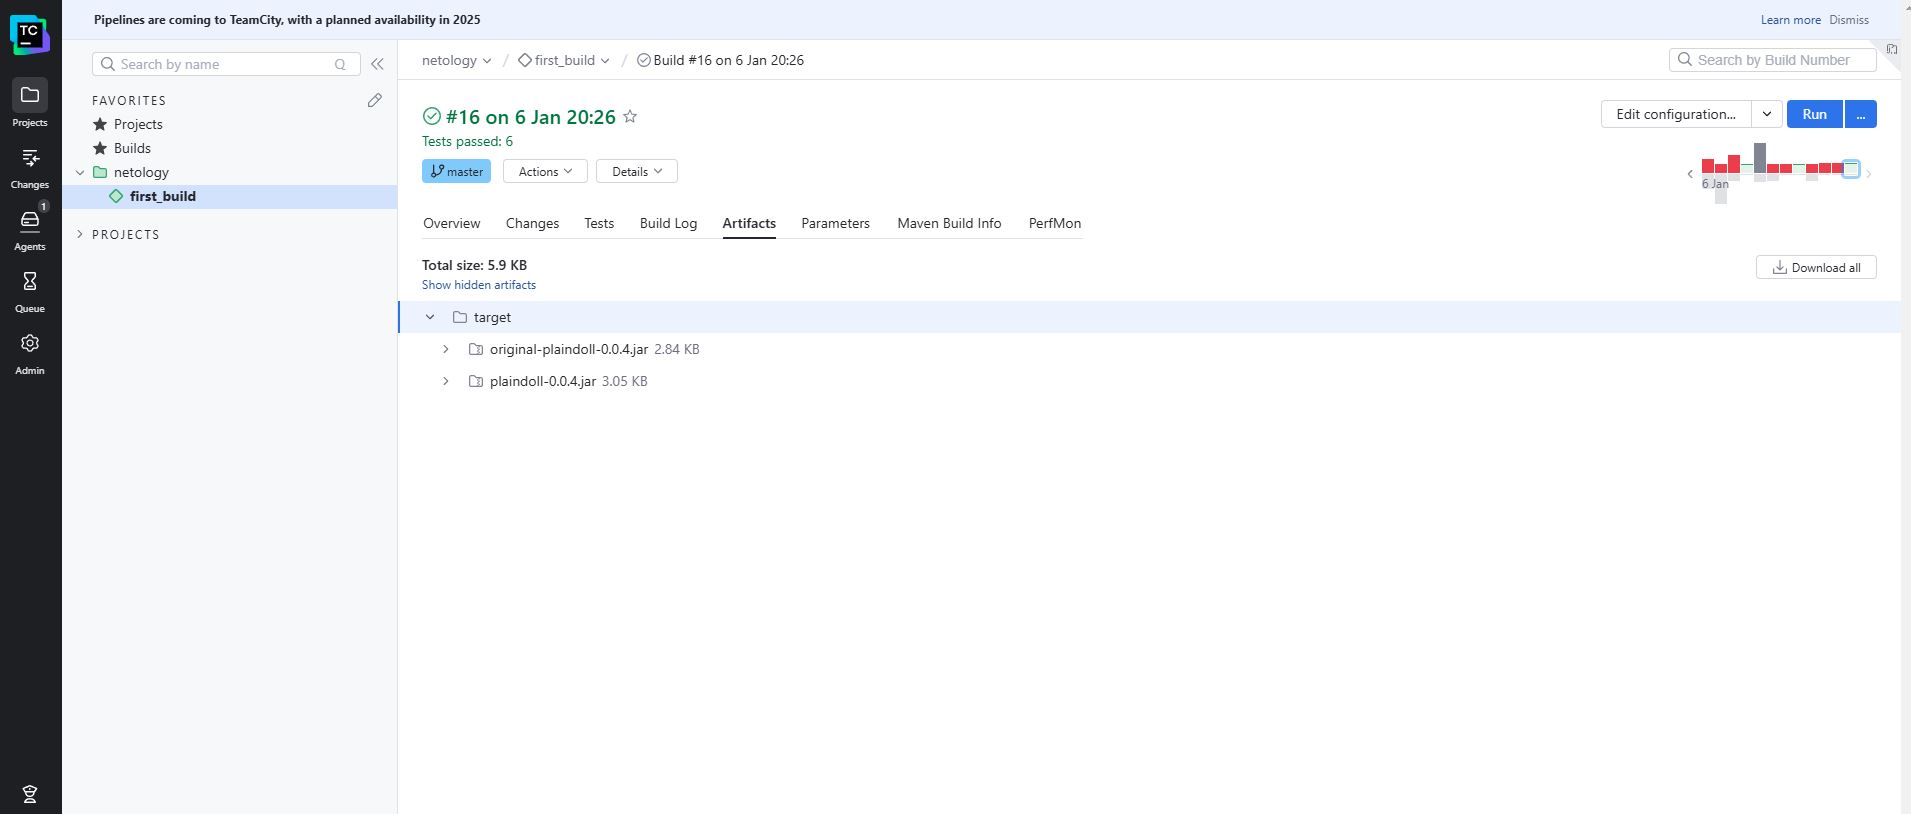 Pipelines are coming to TeamCity, with a planned availability in 2025
Learn more Dismiss
TC
Projects
Changes
1
Agents
Queue
Admin
Search by name Q
FAVORITES
Projects
Builds
netology
first_build
PROJECTS
netology / first_build / Build #16 on 6 Jan 20:26
Search by Build Number
#16 on 6 Jan 20:26
Tests passed: 6
master Actions Details
Edit configuration... Run ...
6 Jan
Overview Changes Tests Build Log Artifacts Parameters Maven Build Info PerfMon
Total size: 5.9 KB
Show hidden artifacts
Download all
target
original-plaindoll-0.0.4.jar 2.84 KB
plaindoll-0.0.4.jar 3.05 KB